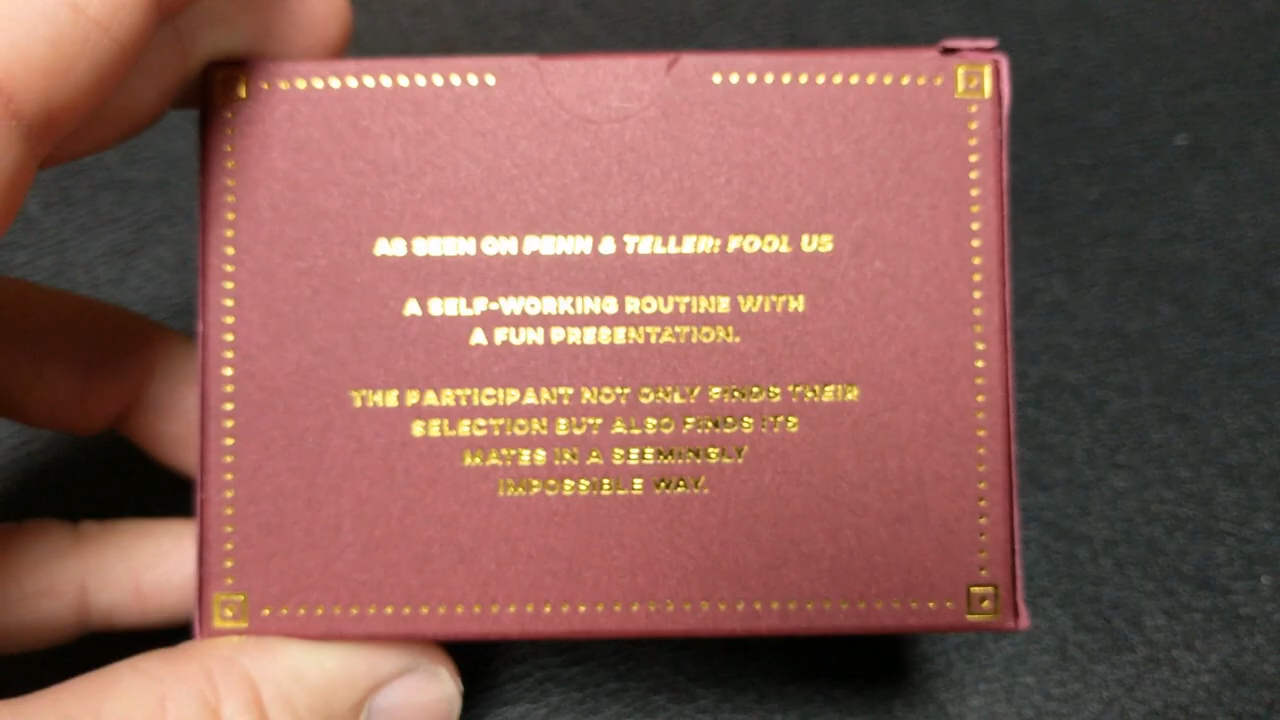 AS SEEN ON PENN & TELLER: FOOL US
A SELF-WORKING ROUTINE WITH
A FUN PRESENTATION.
THE PARTICIPANT NOT ONLY FINDS THEIR
SELECTION BUT ALSO FINDS ITS
MATES IN A SEEMINGLY
IMPOSSIBLE WAY.